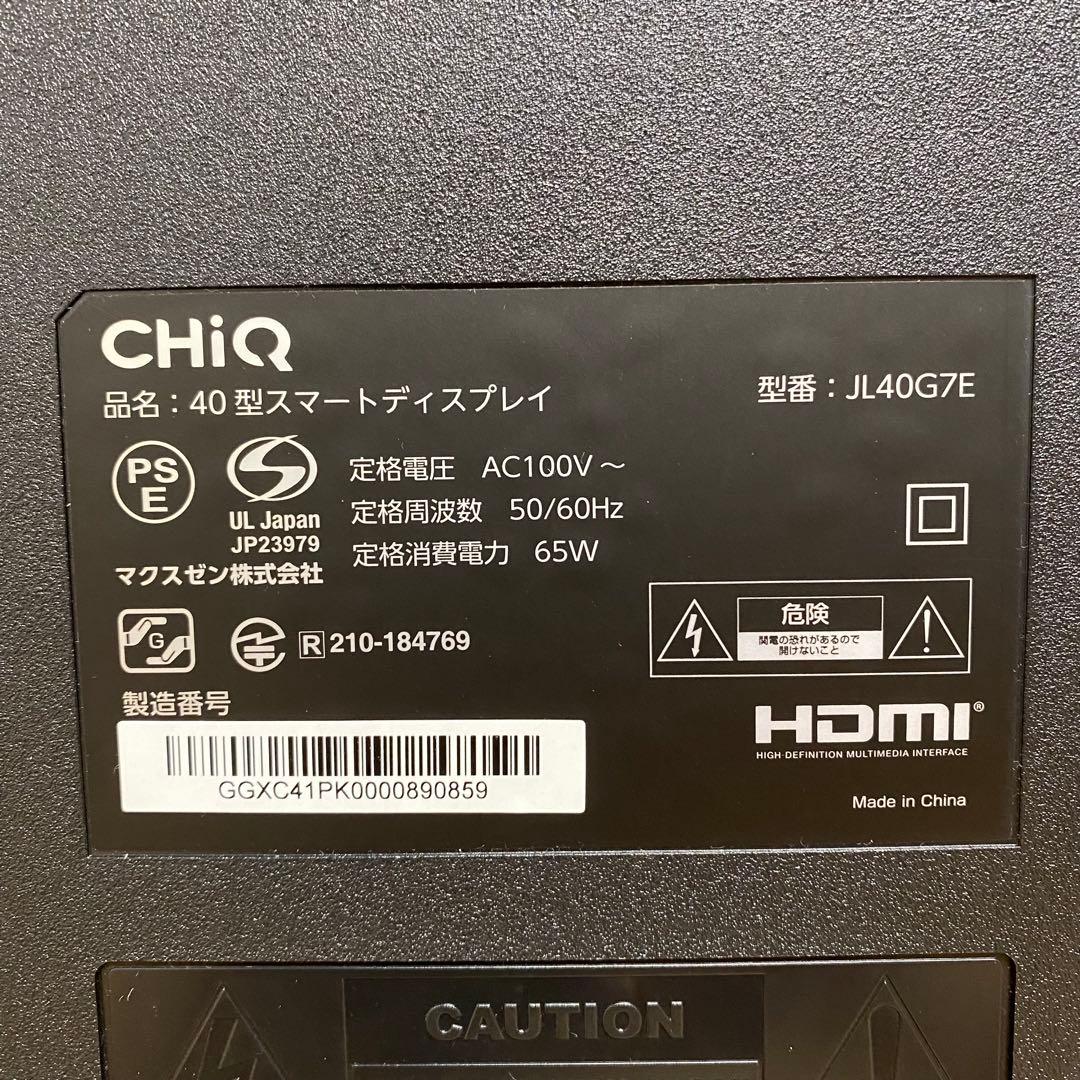 CHiQ
品名：40型スマートディスプレイ
型番：JL40G7E
PS
E
UL Japan
JP23979
マクスゼン株式会社
定格電圧 AC100V～
定格周波数 50/60Hz
定格消費電力 65W
G
R 210-184769
危険
関電の恐れがあるので
開けないこと
製造番号
GGXC41PK0000890859
HDMI®
HIGH-DEFINITION MULTIMEDIA INTERFACE
Made in China
CAUTION